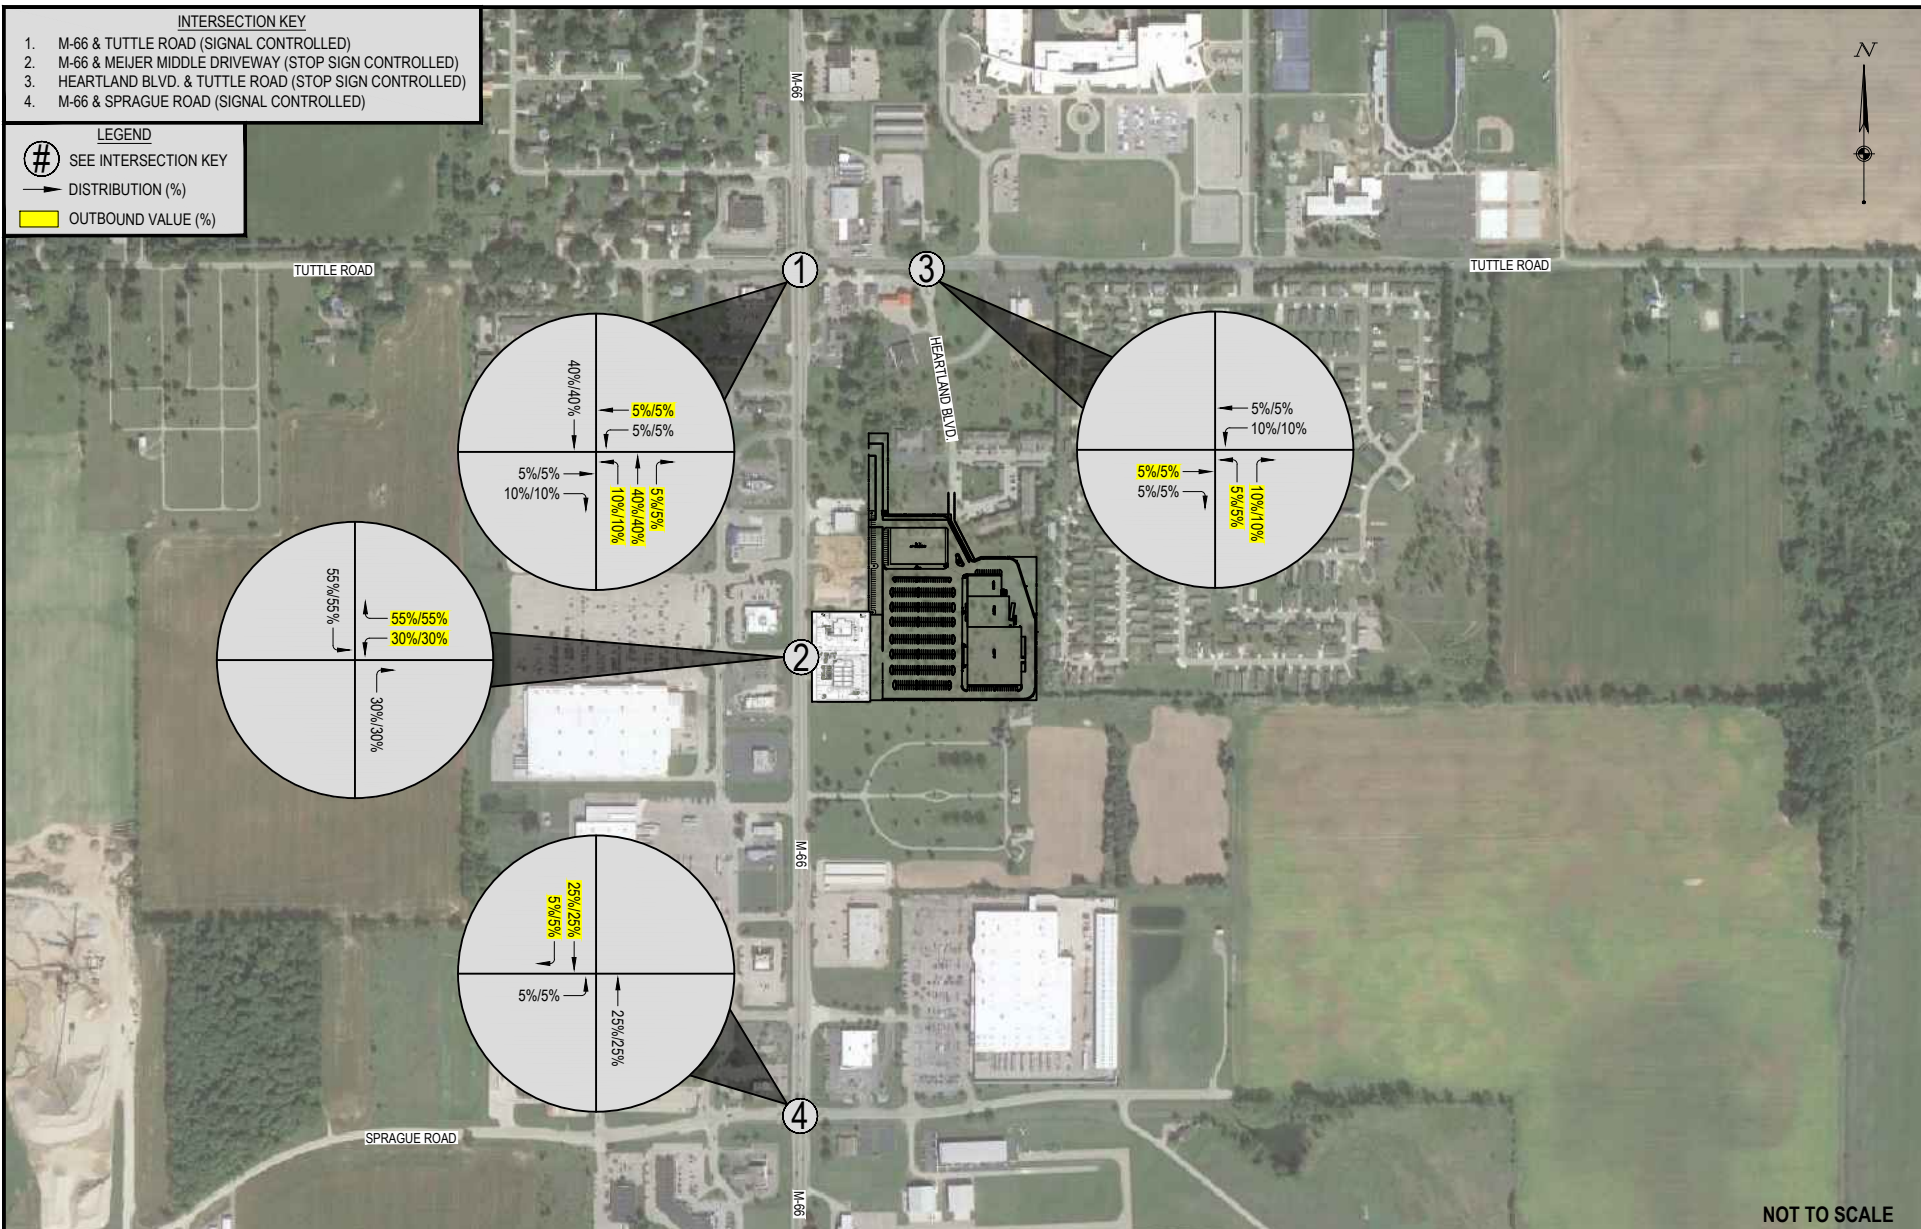 INTERSECTION KEY
1. M-66 & TUTTLE ROAD (SIGNAL CONTROLLED)
2. M-66 & MEIJER MIDDLE DRIVEWAY (STOP SIGN CONTROLLED)
3. HEARTLAND BLVD. & TUTTLE ROAD (STOP SIGN CONTROLLED)
4. M-66 & SPRAGUE ROAD (SIGNAL CONTROLLED)
LEGEND
# SEE INTERSECTION KEY
DISTRIBUTION (%)
OUTBOUND VALUE (%)
N
M-66
TUTTLE ROAD
1
3
TUTTLE ROAD
HEARTLAND BLVD.
40%/40%
5%/5%
5%/5%
5%/5%
10%/10%
10%/10%
40%/40%
5%/5%
5%/5%
10%/10%
5%/5%
5%/5%
5%/5%
10%/10%
55%/55%
55%/55%
30%/30%
30%/30%
2
M-66
5%/5%
25%/25%
5%/5%
25%/25%
4
SPRAGUE ROAD
M-66
NOT TO SCALE